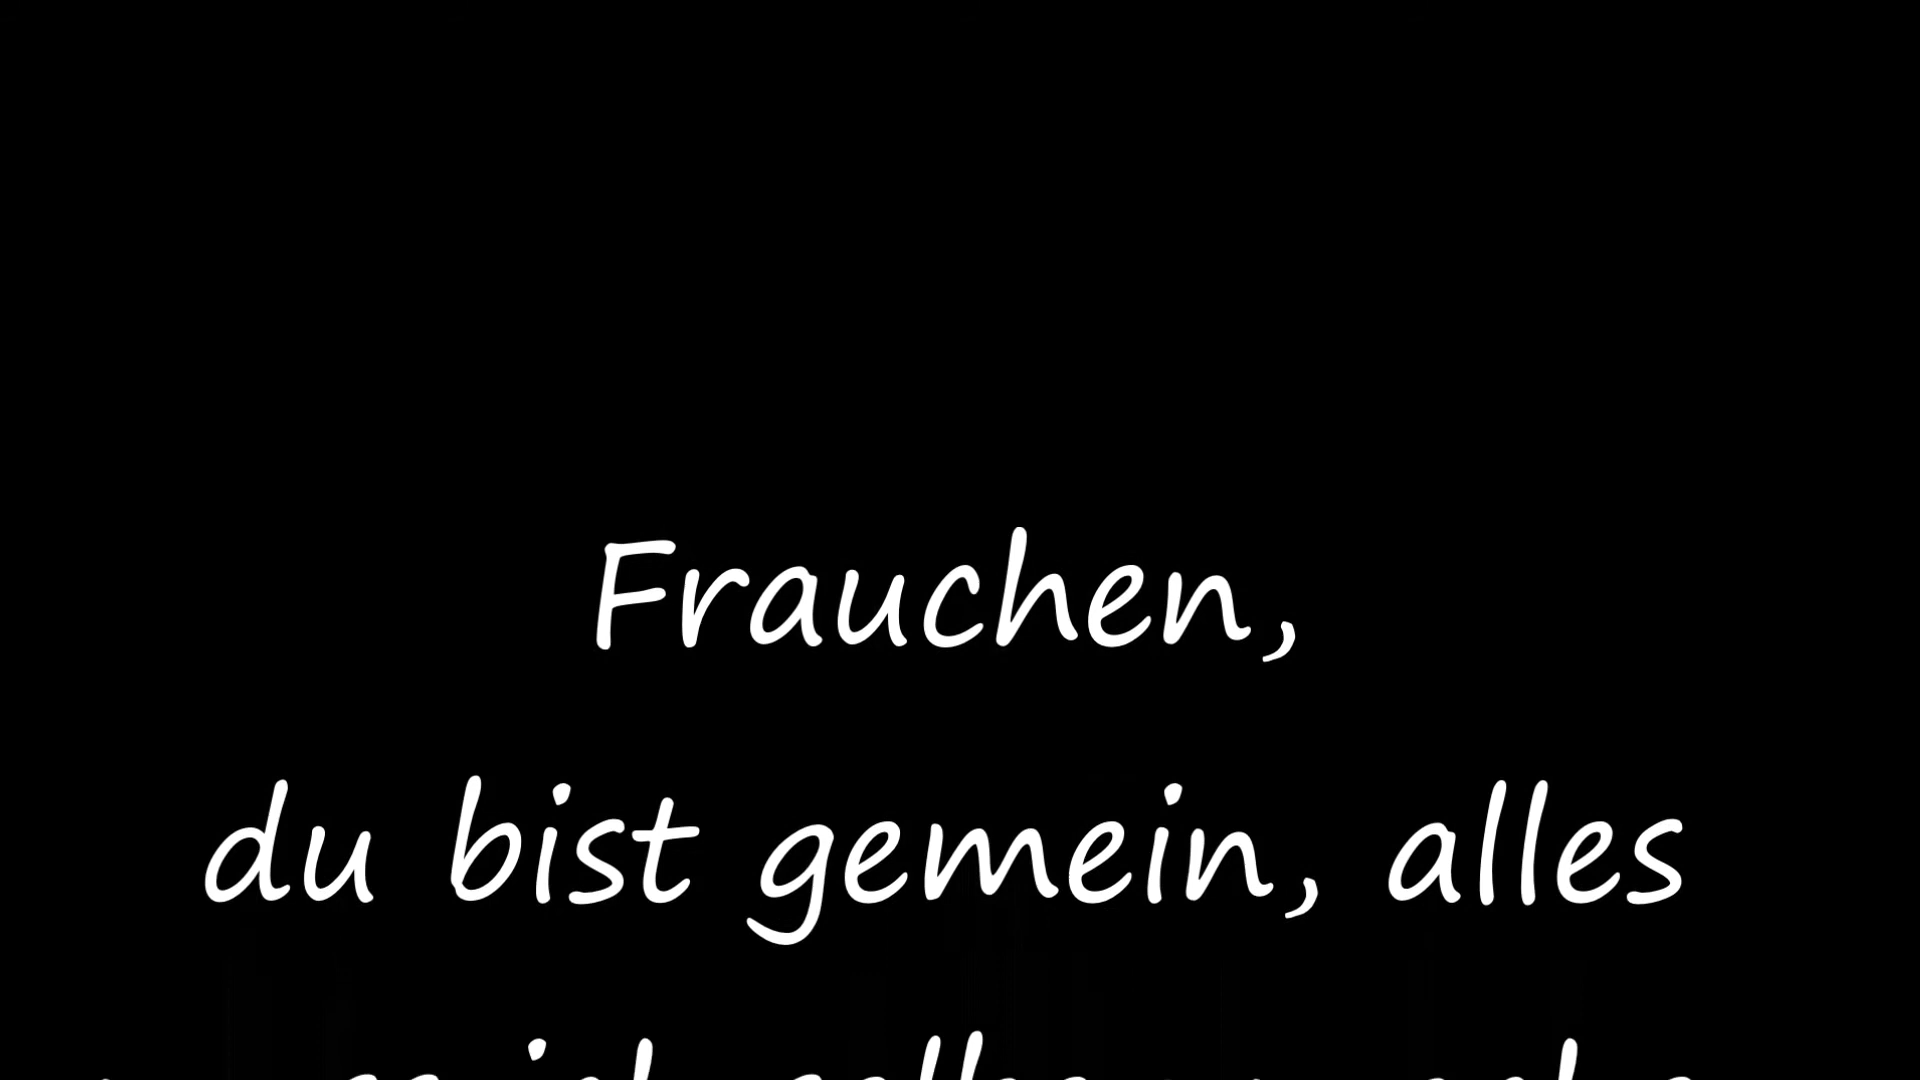 Frauchen,
du bist gemein, alles